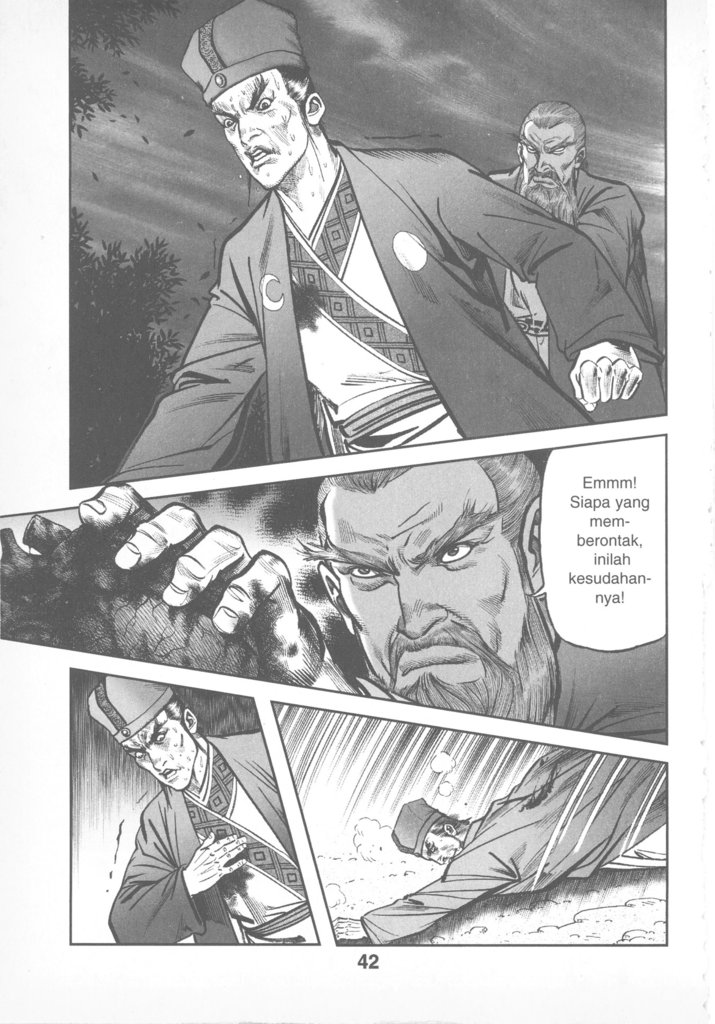 Emmm!
Siapa yang
mem-
berontak,
inilah
kesudahan-
nya!
42